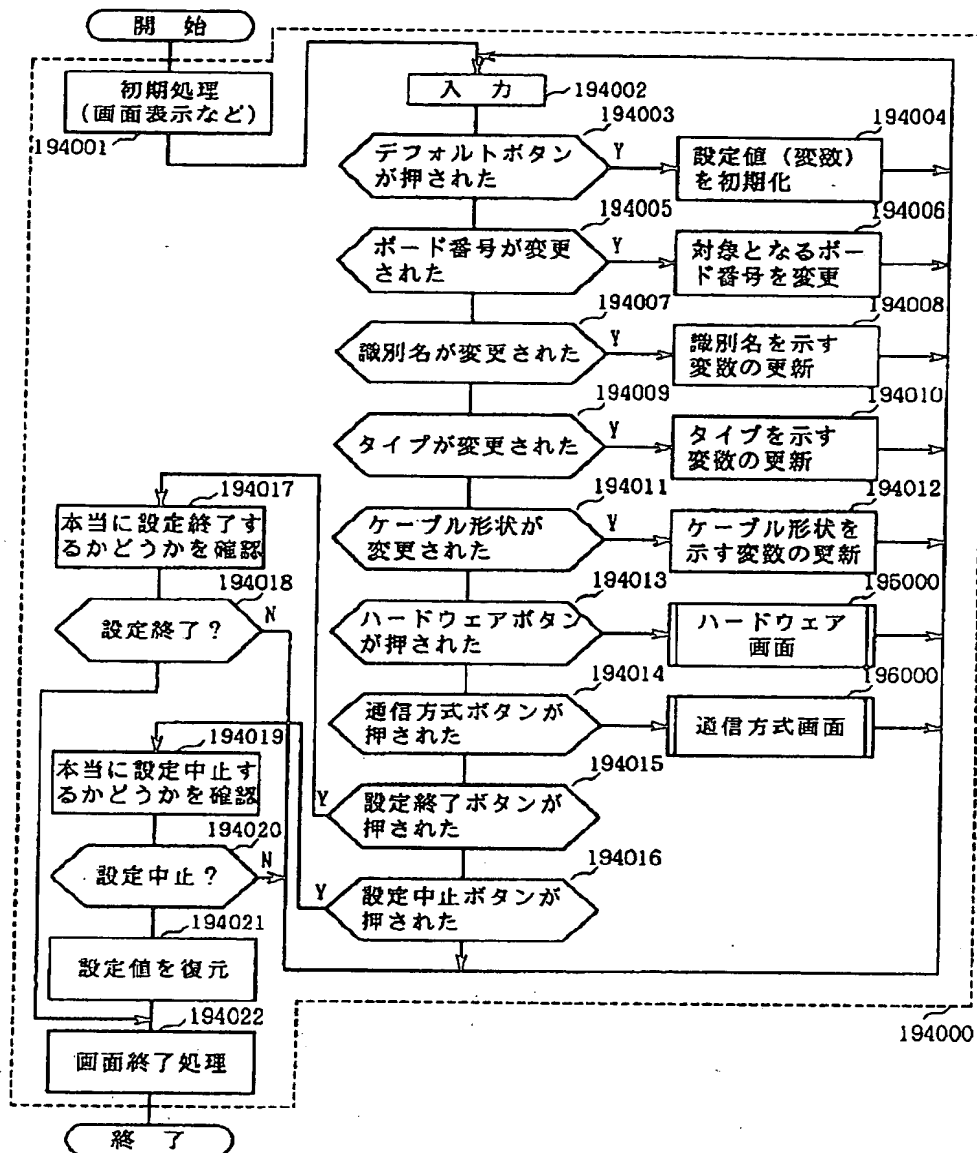 開始
初期処理
(画面表示など)
194001
入力
194002
194003
デフォルトボタン
が押された
Y
194004
設定値(変数)
を初期化
194005
ボード番号が変更
された
Y
194006
対象となるボー
ド番号を変更
194007
識別名が変更された
Y
194008
識別名を示す
変数の更新
194009
タイプが変更された
Y
194010
タイプを示す
変数の更新
194011
ケーブル形状が
変更された
Y
194012
ケーブル形状を
示す変数の更新
194013
ハードウェアボタン
が押された
195000
ハードウェア
画面
194014
通信方式ボタンが
押された
196000
通信方式画面
194015
設定終了ボタンが
押された
Y
194016
設定中止ボタンが
押された
Y
194017
本当に設定終了す
るかどうかを確認
194018
設定終了?
N
194019
本当に設定中止す
るかどうかを確認
194020
設定中止?
N
194021
設定値を復元
194022
画面終了処理
終了
194000